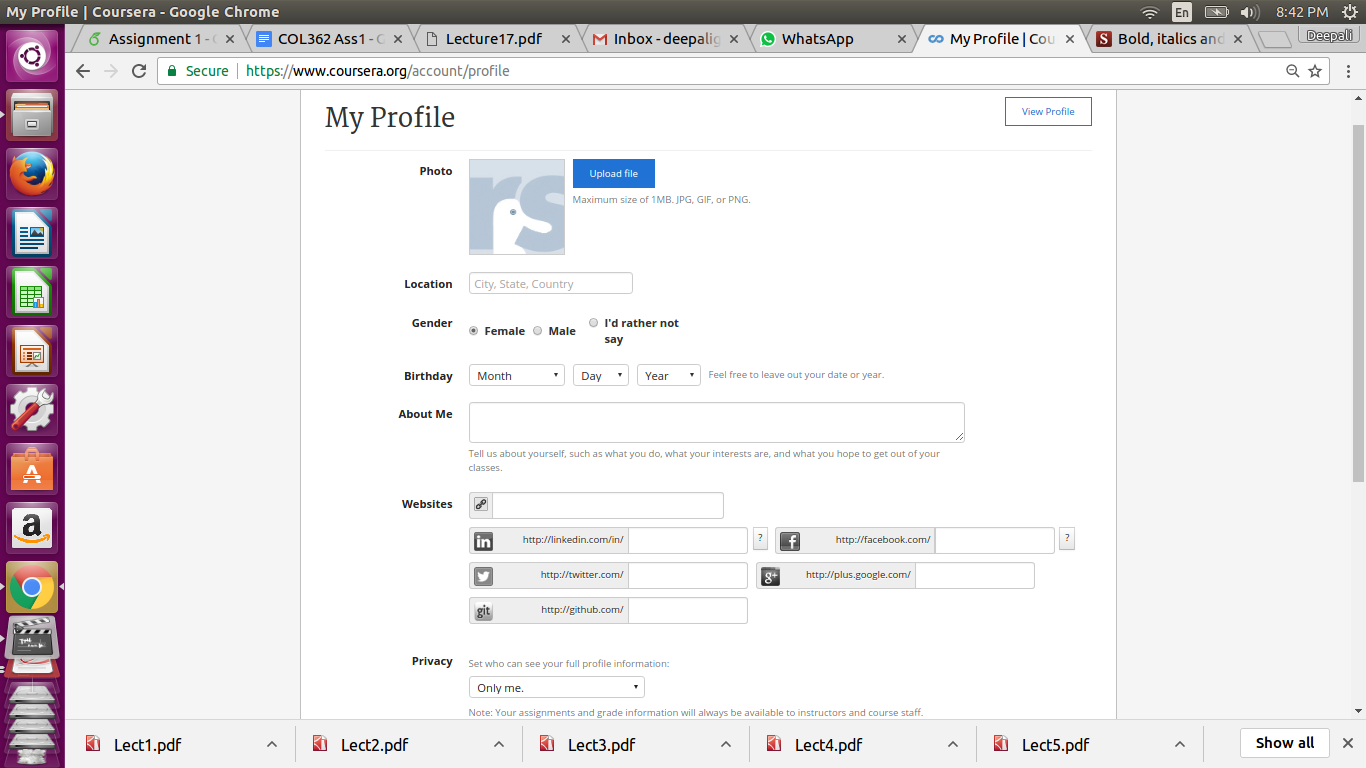 My Profile | Coursera - Google Chrome
En
8:42 PM
Assignment 1 -
COL362 Ass1 -
Lecture17.pdf
Inbox - deepalig
WhatsApp
My Profile | Cou
Bold, italics and
Deepali
Secure
https://www.coursera.org/account/profile
My Profile
View Profile
Photo
rs
Upload file
Maximum size of 1MB. JPG, GIF, or PNG.
Location
City, State, Country
Gender
Female
Male
I'd rather not
say
Birthday
Month
Day
Year
Feel free to leave out your date or year.
About Me
Tell us about yourself, such as what you do, what your interests are, and what you hope to get out of your
classes.
Websites
in
http://linkedin.com/in/
?
f
http://facebook.com/
?
http://twitter.com/
g+
http://plus.google.com/
git
http://github.com/
Privacy
Set who can see your full profile information:
Only me.
Note: Your assignments and grade information will always be available to instructors and course staff.
Lect1.pdf
Lect2.pdf
Lect3.pdf
Lect4.pdf
Lect5.pdf
Show all